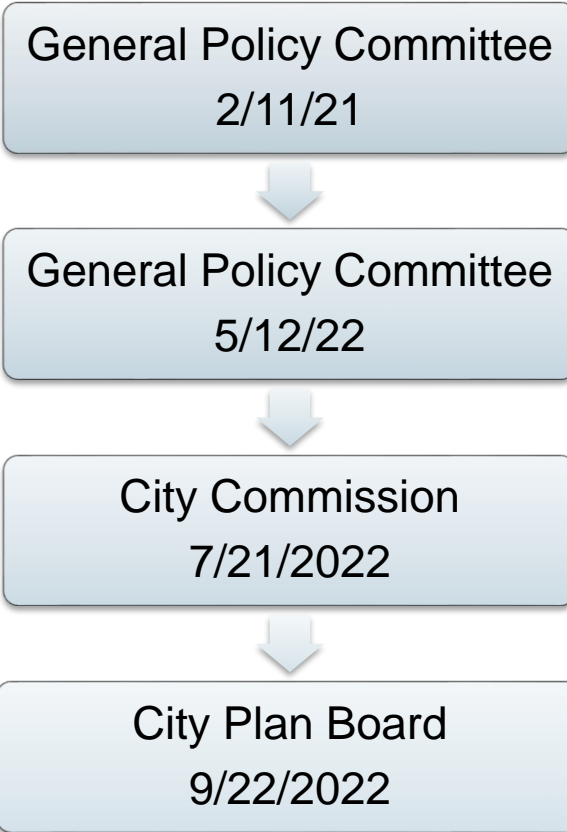 General Policy Committee
2/11/21
General Policy Committee
5/12/22
City Commission
7/21/2022
City Plan Board
9/22/2022